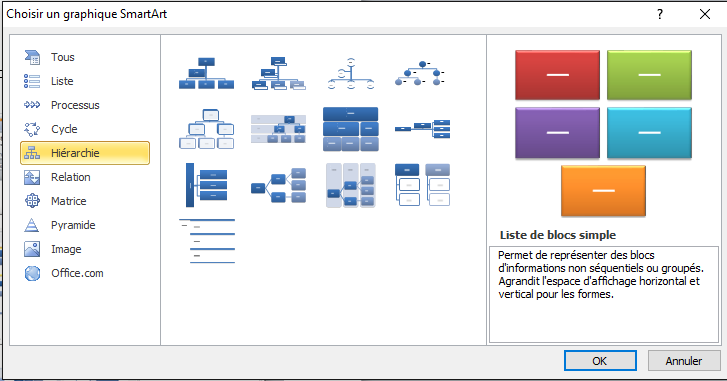 Choisir un graphique SmartArt
?
Tous
Liste
Processus
Cycle
Hiérarchie
Relation
Matrice
Pyramide
Image
Office.com
Liste de blocs simple
Permet de représenter des blocs
d'informations non séquentiels ou groupés.
Agrandit l'espace d'affichage horizontal et
vertical pour les formes.
OK
Annuler